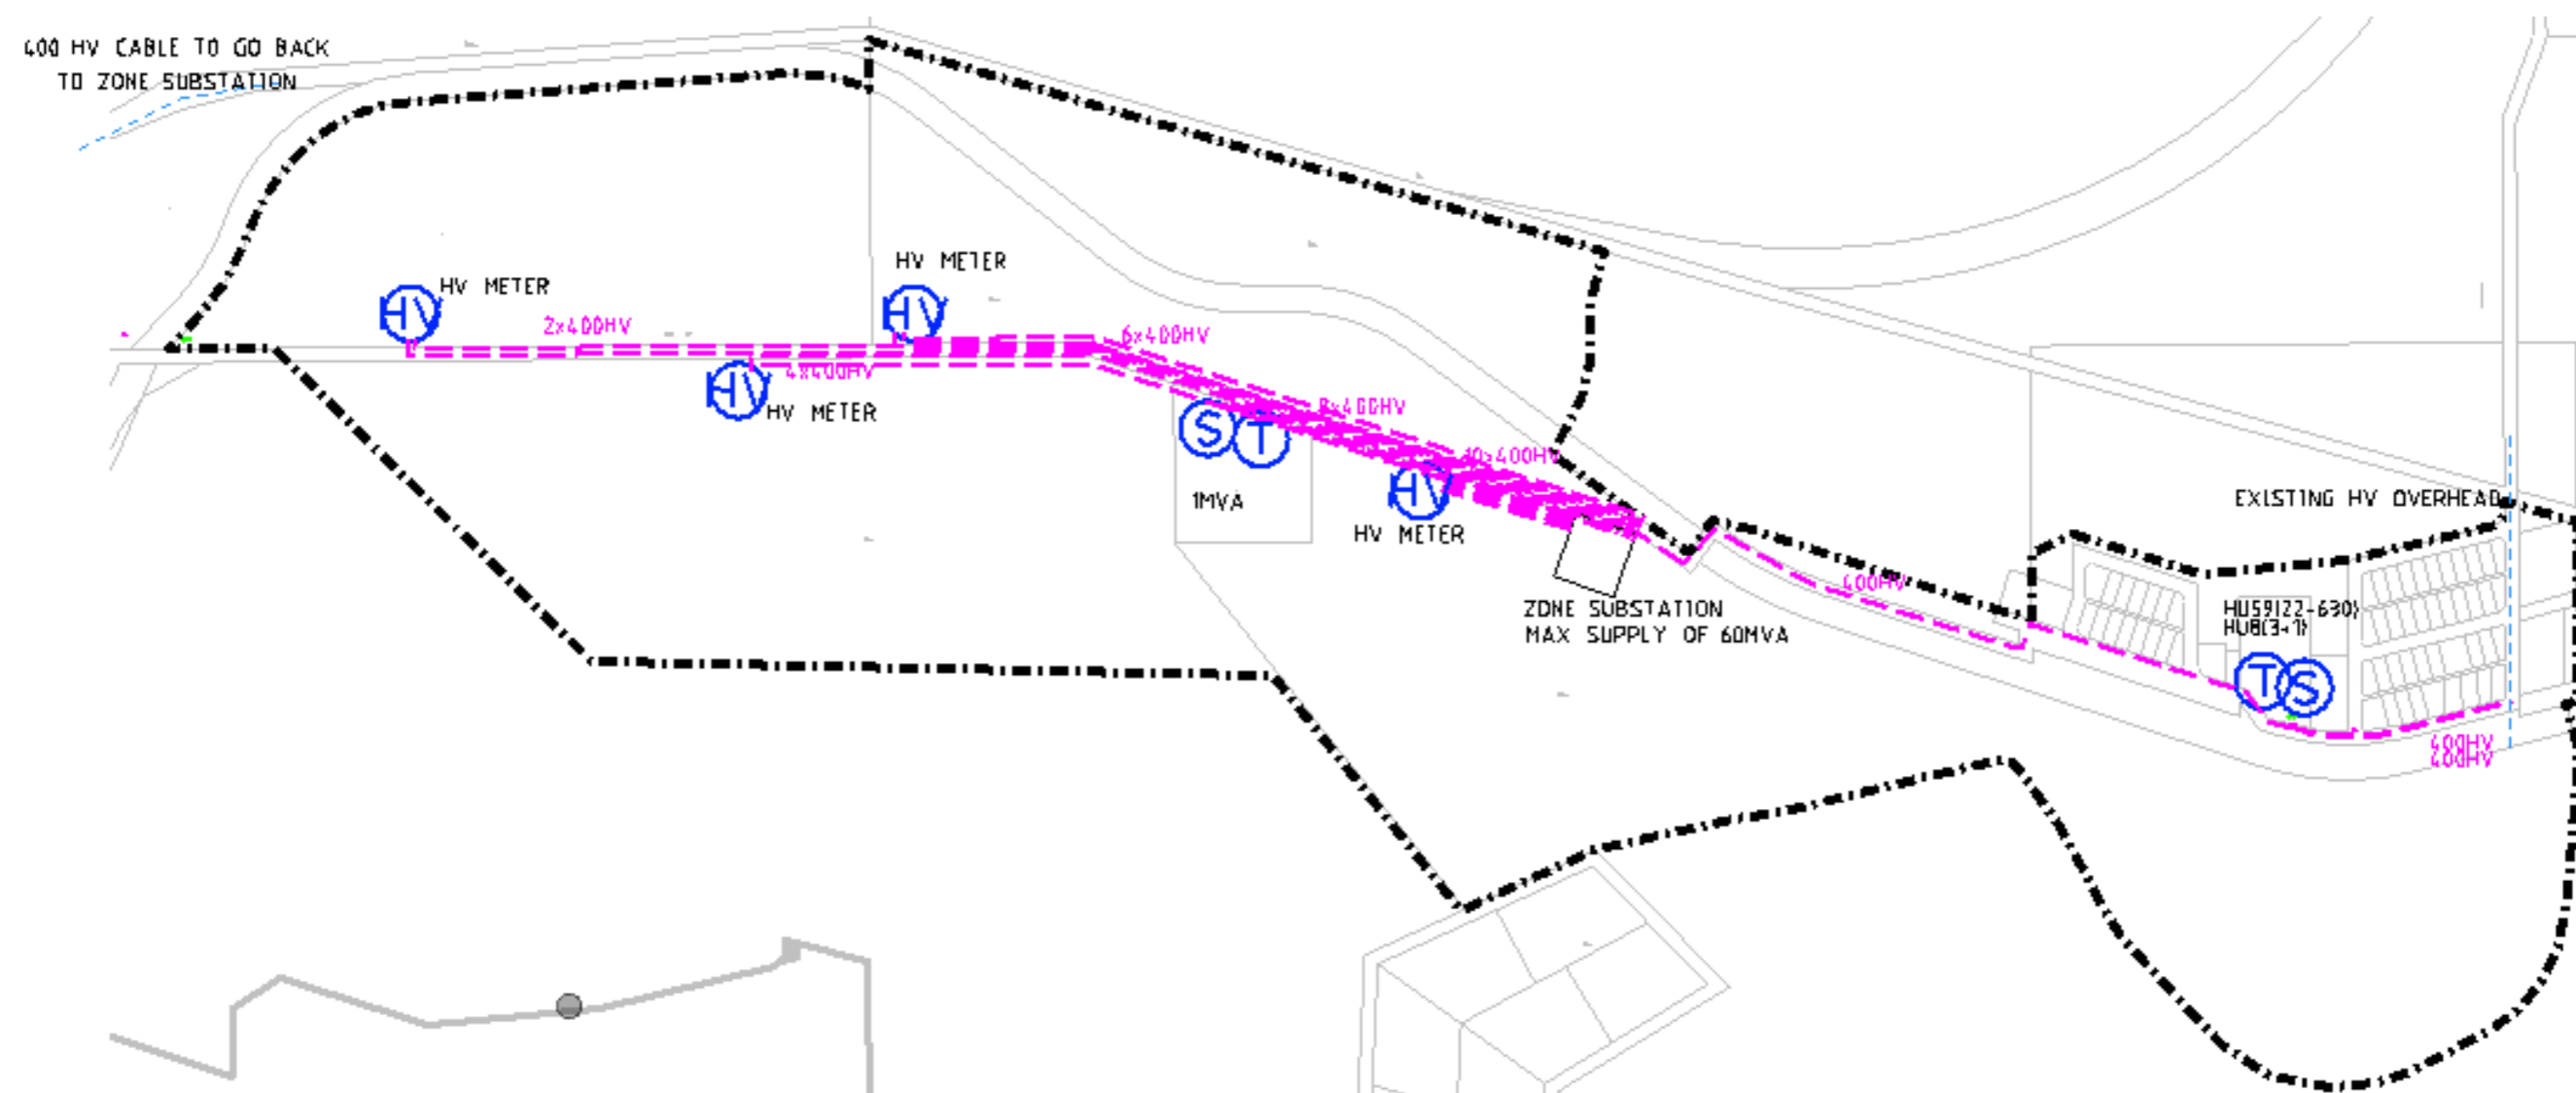 400 HV CABLE TO GO BACK
TO ZONE SUBSTATION
HV METER
HV
HV METER
HV
2x400HV
6x400HV
4x400HV
HV
HV METER
8x400HV
S T
10x400HV
1MVA
HV
HV METER
EXISTING HV OVERHEAD
400HV
ZONE SUBSTATION
MAX SUPPLY OF 60MVA
T S
400HV
400HV